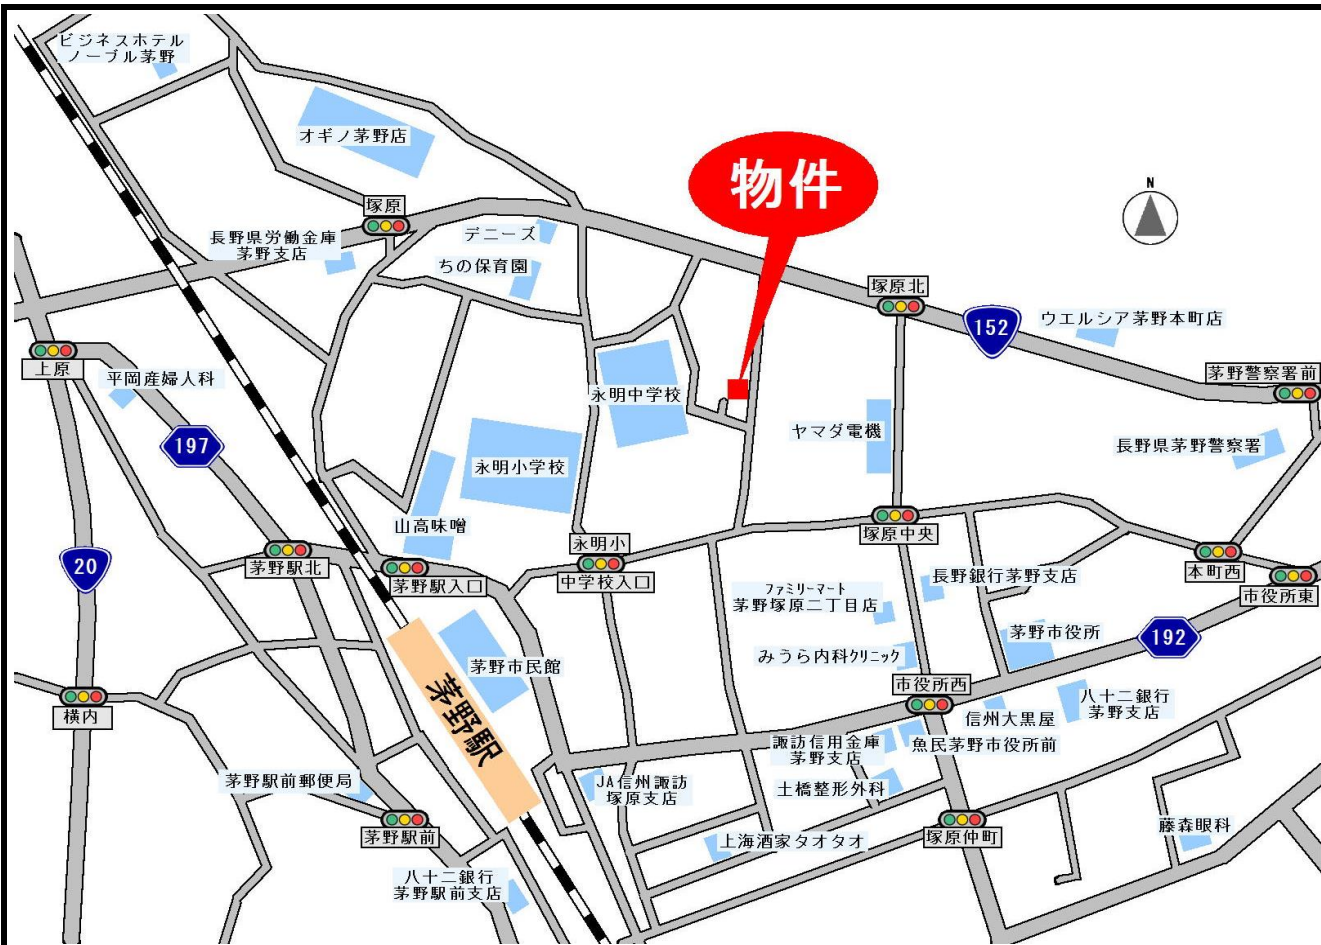 ビジネスホテル
ノーブル茅野
オギノ茅野店
物件
N
塚原
長野県労働金庫
茅野支店
デニーズ
ちの保育園
塚原北
152
ウエルシア茅野本町店
上原
平岡産婦人科
永明中学校
茅野警察署前
197
ヤマダ電機
長野県茅野警察署
永明小学校
山高味噌
20
茅野駅北
茅野駅入口
永明小
中学校入口
塚原中央
本町西
市役所東
長野銀行茅野支店
ファミリーマート
茅野塚原二丁目店
茅野市役所
192
みうら内科クリニック
茅野市民館
茅野駅
市役所西
横内
信州大黒屋
八十二銀行
茅野支店
諏訪信用金庫
茅野支店
魚民茅野市役所前
茅野駅前郵便局
JA信州諏訪
塚原支店
土橋整形外科
茅野駅前
上海酒家タオタオ
塚原仲町
藤森眼科
八十二銀行
茅野駅前支店